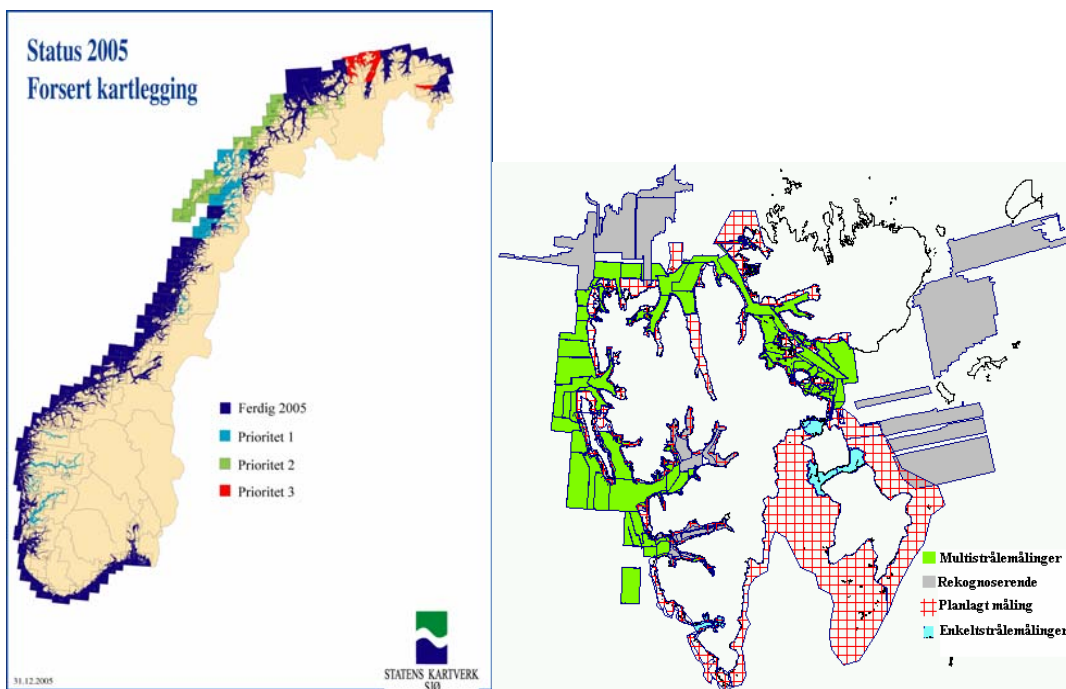 Status 2005
Forsert kartlegging
Ferdig 2005
Prioritet 1
Prioritet 2
Prioritet 3
STATENS KARTVERK
SJØ
31.12.2005
Multistrålemålinger
Rekognoserende
Planlagt måling
Enkeltstrålemålinger